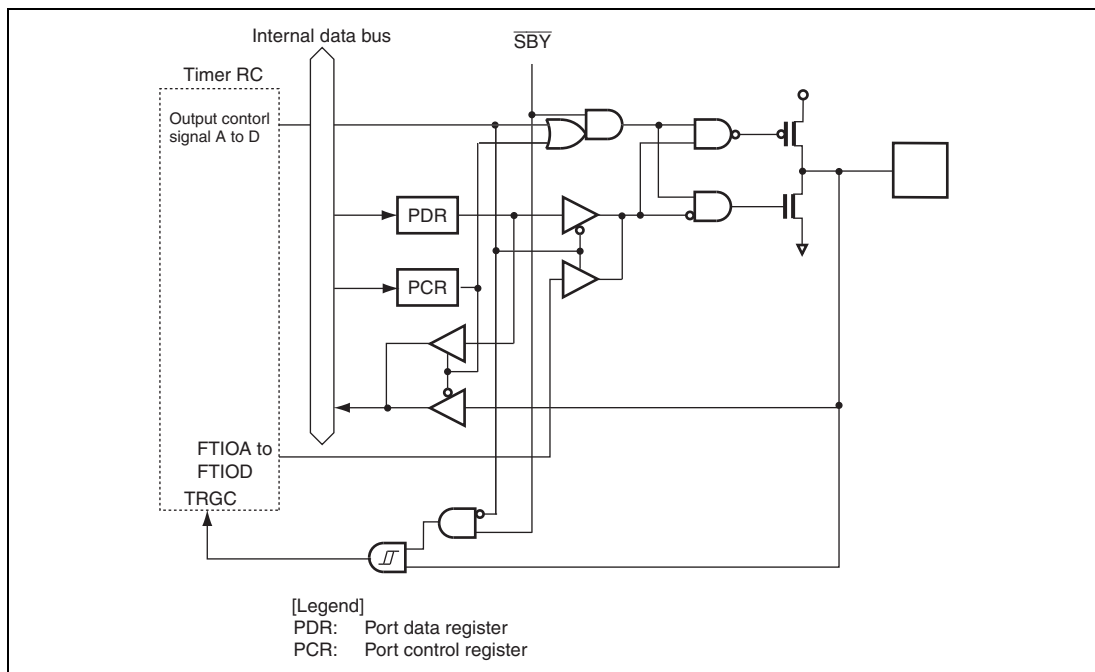 Internal data bus
SBY
Timer RC
Output contorl
signal A to D
PDR
PCR
FTIOA to
FTIOD
TRGC
[Legend]
PDR: Port data register
PCR: Port control register